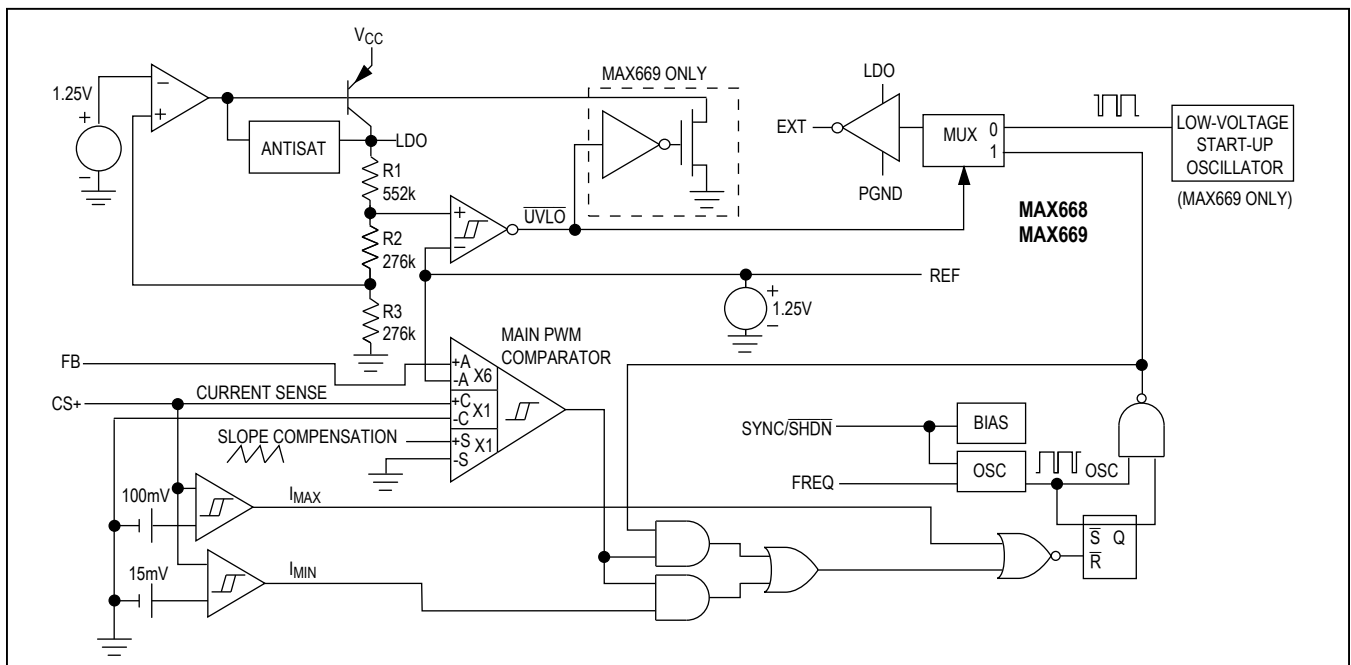 VCC
1.25V
+
−
−
+
ANTISAT
LDO
R1
552k
R2
276k
R3
276k
MAX669 ONLY
+
−
UVLO
LDO
EXT
PGND
MUX
0
1
LOW-VOLTAGE
START-UP
OSCILLATOR
(MAX669 ONLY)
MAX668
MAX669
REF
+
1.25V
−
MAIN PWM
COMPARATOR
FB
CS+
CURRENT SENSE
SLOPE COMPENSATION
+A
-A
X6
+C
-C
X1
+S
-S
X1
SYNC/SHDN
BIAS
FREQ
OSC
OSC
100mV
IMAX
15mV
IMIN
S Q
R